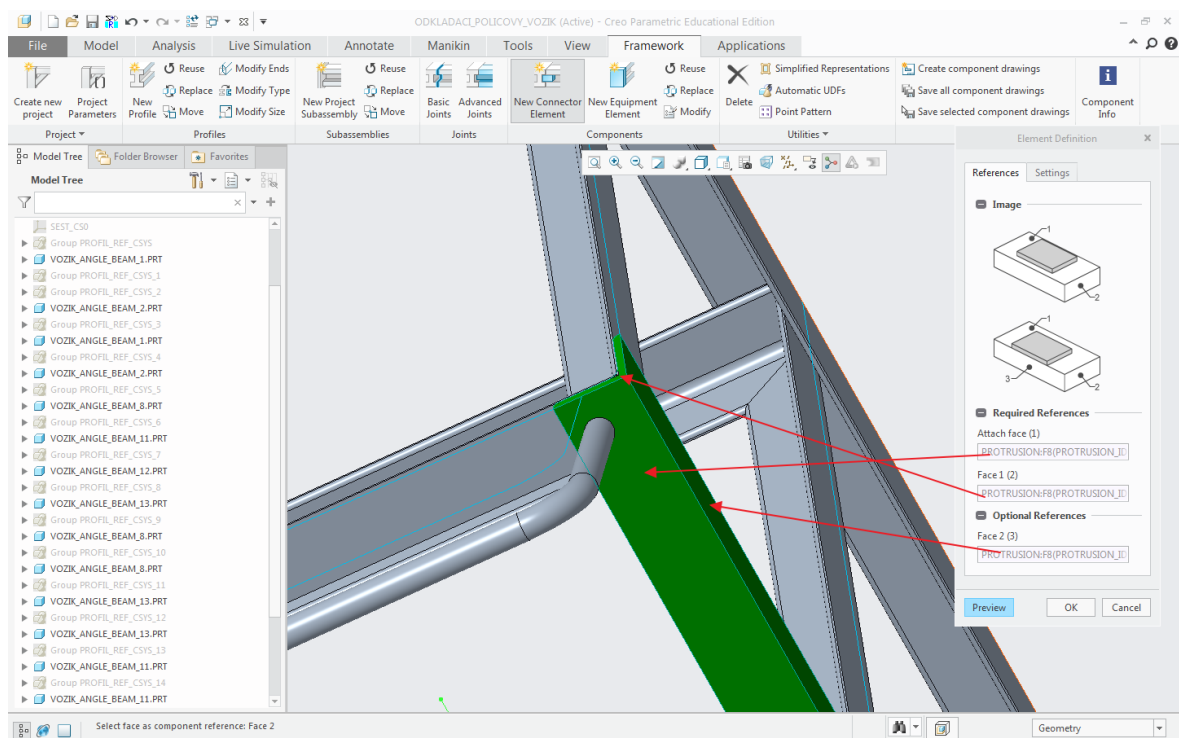 ODKLADACI_POLICOVY_VOZIK (Active) - Creo Parametric Educational Edition
File Model Analysis Live Simulation Annotate Manikin Tools View Framework Applications
Create new project
Project Parameters
Project
New Profile
Reuse
Replace
Move
Modify Ends
Modify Type
Modify Size
Profiles
New Project Subassembly
Reuse
Replace
Move
Subassemblies
Basic Joints
Advanced Joints
Joints
New Connector Element
New Equipment Element
Reuse
Replace
Modify
Components
Delete
Simplified Representations
Automatic UDFs
Point Pattern
Utilities
Create component drawings
Save all component drawings
Save selected component drawings
Component Info
Model Tree Folder Browser Favorites
Model Tree
SEST_CS0
Group PROFIL_REF_CSYS
VOZIK_ANGLE_BEAM_1.PRT
Group PROFIL_REF_CSYS_1
Group PROFIL_REF_CSYS_2
VOZIK_ANGLE_BEAM_2.PRT
Group PROFIL_REF_CSYS_3
VOZIK_ANGLE_BEAM_1.PRT
Group PROFIL_REF_CSYS_4
VOZIK_ANGLE_BEAM_2.PRT
Group PROFIL_REF_CSYS_5
VOZIK_ANGLE_BEAM_8.PRT
Group PROFIL_REF_CSYS_6
VOZIK_ANGLE_BEAM_11.PRT
Group PROFIL_REF_CSYS_7
VOZIK_ANGLE_BEAM_12.PRT
Group PROFIL_REF_CSYS_8
VOZIK_ANGLE_BEAM_13.PRT
Group PROFIL_REF_CSYS_9
VOZIK_ANGLE_BEAM_8.PRT
Group PROFIL_REF_CSYS_10
VOZIK_ANGLE_BEAM_8.PRT
Group PROFIL_REF_CSYS_11
VOZIK_ANGLE_BEAM_13.PRT
Group PROFIL_REF_CSYS_12
VOZIK_ANGLE_BEAM_13.PRT
Group PROFIL_REF_CSYS_13
VOZIK_ANGLE_BEAM_11.PRT
Group PROFIL_REF_CSYS_14
VOZIK_ANGLE_BEAM_11.PRT
Element Definition
References Settings
Image
1
2
1
3
2
Required References
Attach face (1)
PROTRUSION:F8(PROTRUSION_ID
Face 1 (2)
PROTRUSION:F8(PROTRUSION_ID
Optional References
Face 2 (3)
PROTRUSION:F8(PROTRUSION_ID
Preview OK Cancel
Select face as component reference: Face 2
Geometry